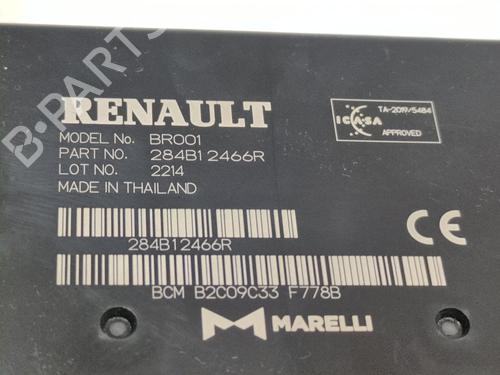 RENAULT
MODEL No. BR001
PART NO. 284B12466R
LOT NO. 2214
MADE IN THAILAND
ICASA
TA-2019/5484
APPROVED
284B12466R
CE
BCM B2C09C33 F778B
MARELLI
B-PARTS